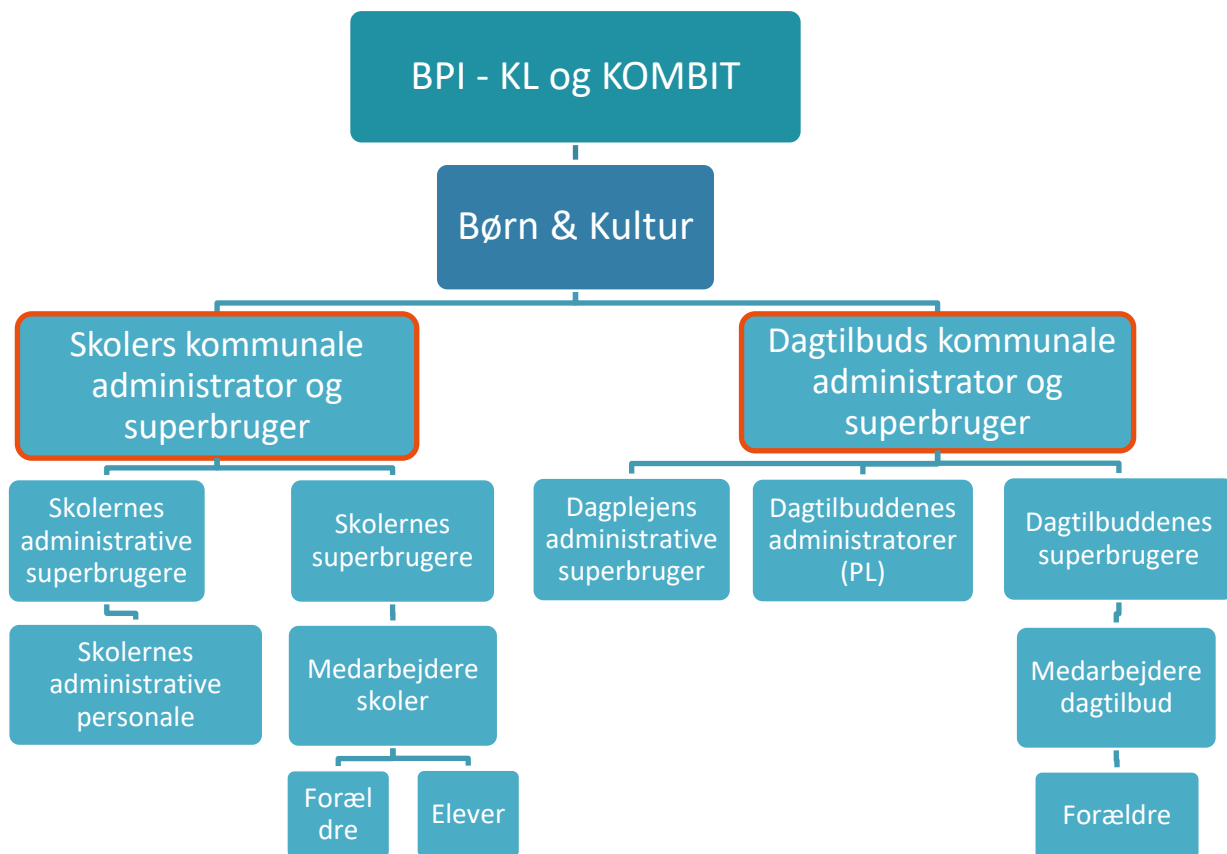 BPI - KL og KOMBIT
Børn & Kultur
Skolers kommunale
administrator og
superbruger
Dagtilbuds kommunale
administrator og
superbruger
Skolernes
administrative
superbrugere
Skolernes
superbrugere
Dagplejens
administrative
superbruger
Dagtilbuddenes
administratorer
(PL)
Dagtilbuddenes
superbrugere
Skolernes
administrative
personale
Medarbejdere
skoler
Medarbejdere
dagtilbud
Foræl
dre
Elever
Forældre